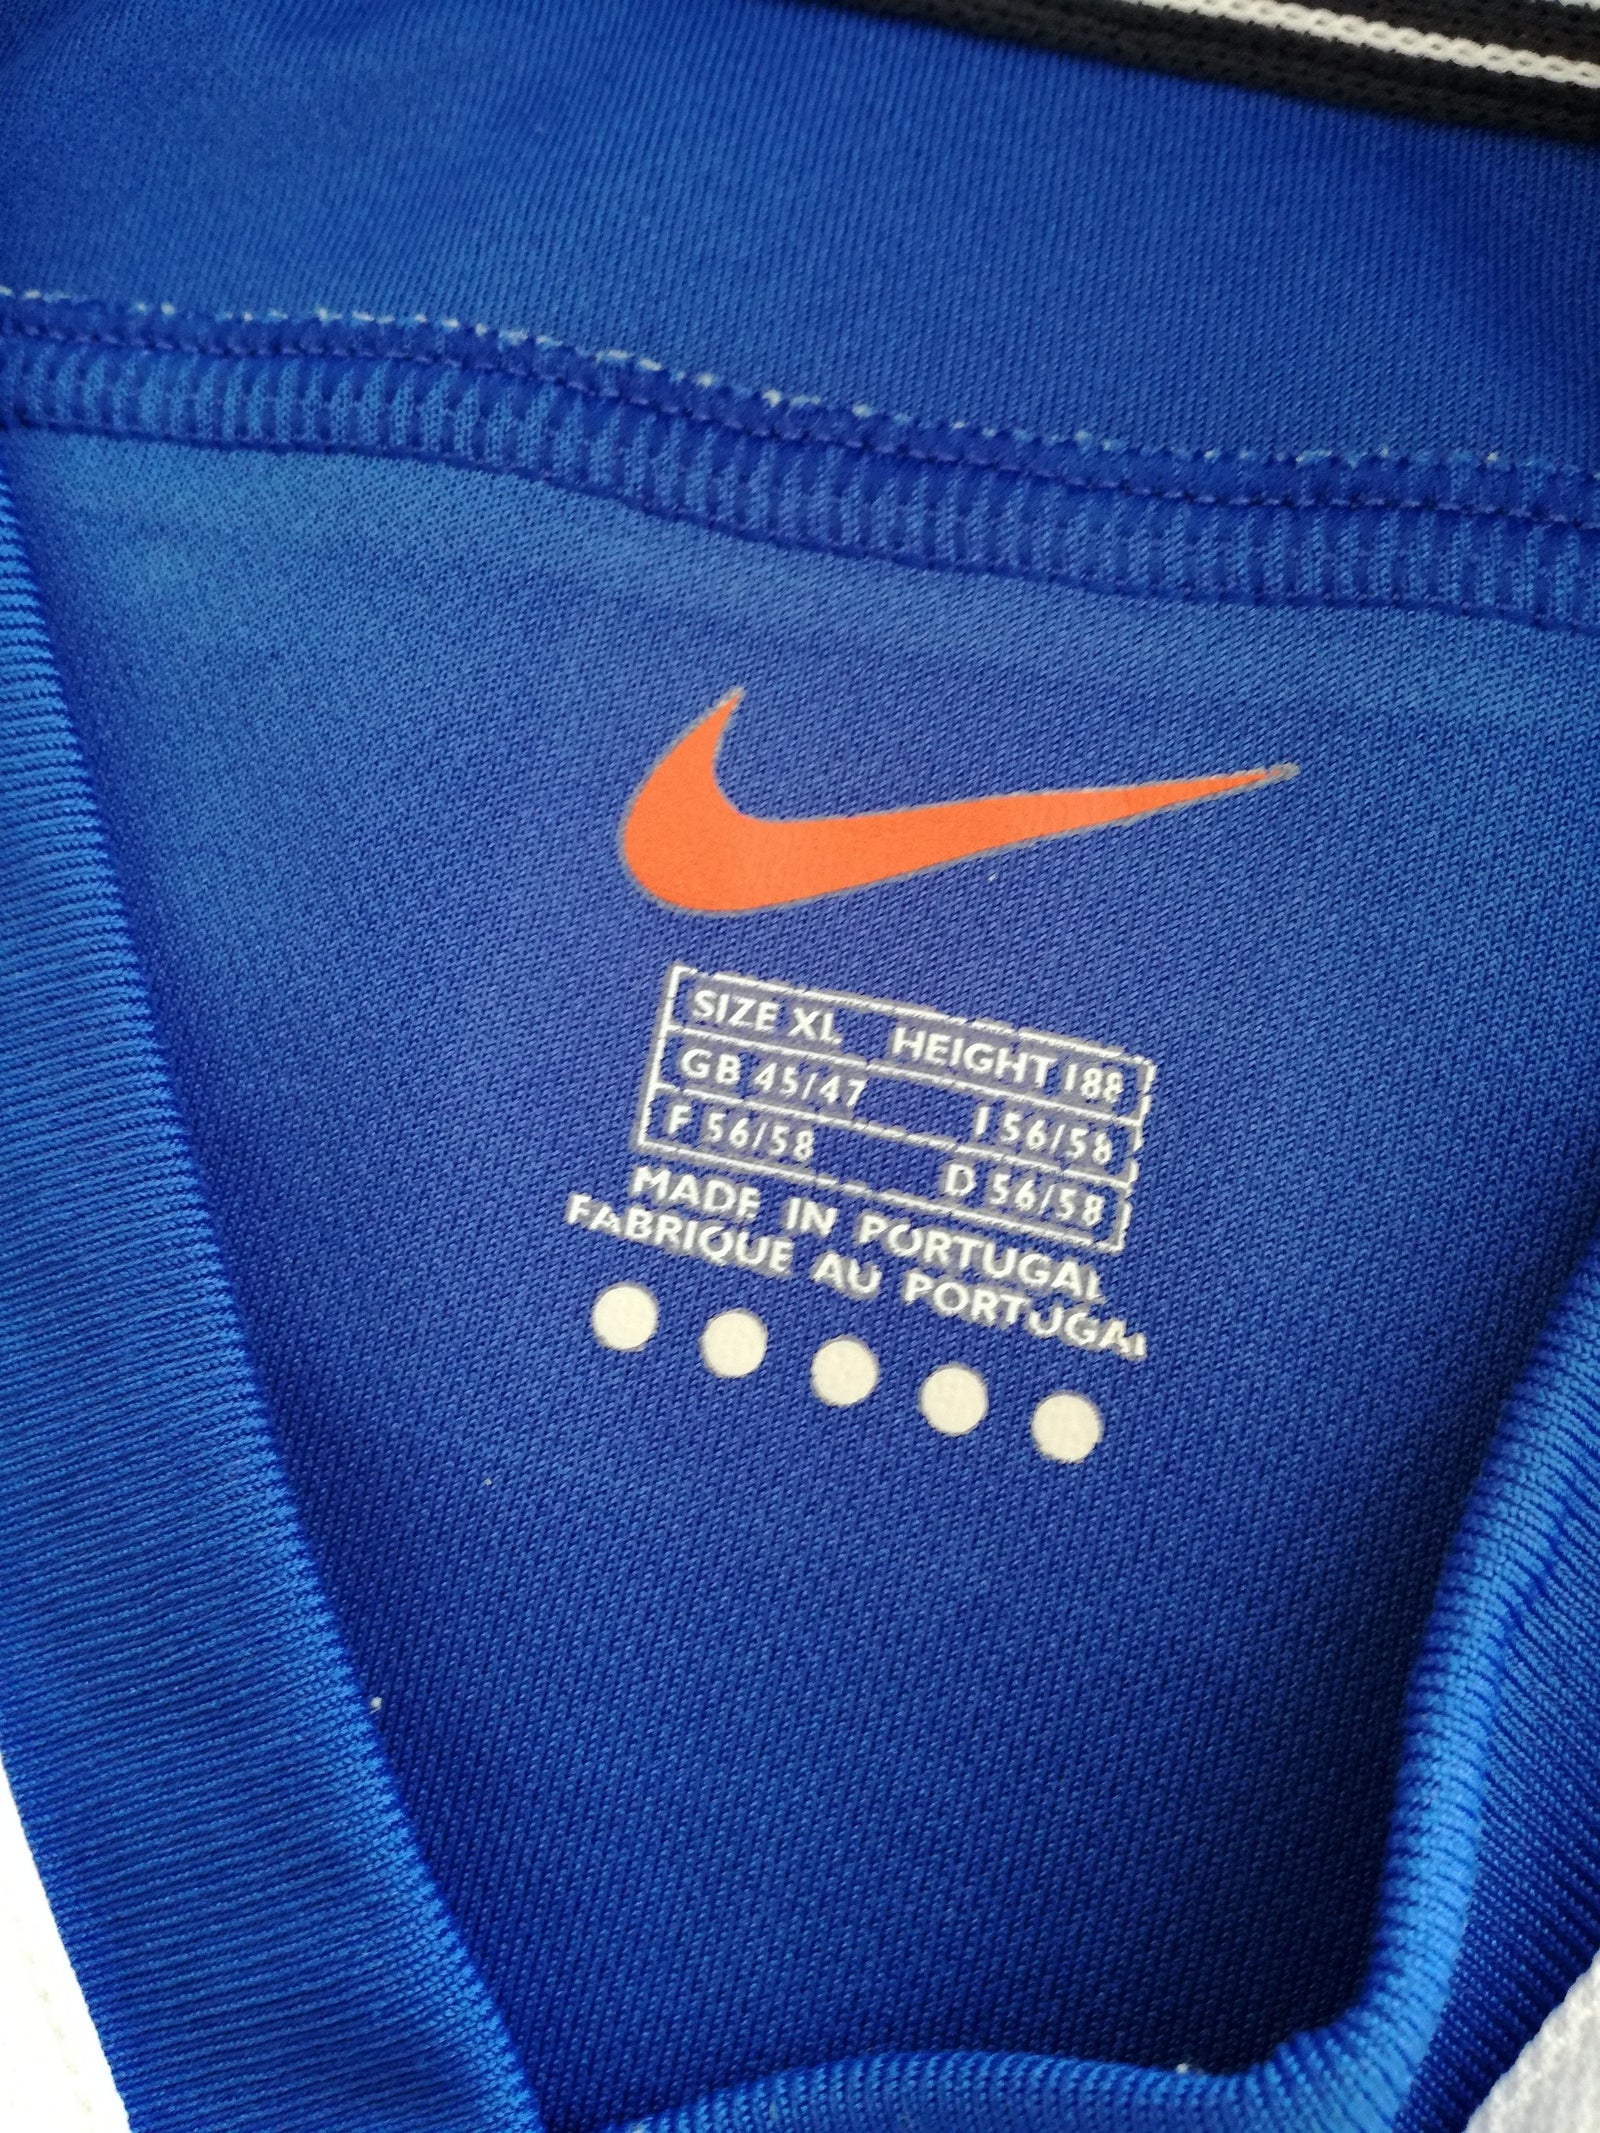 SIZE XL HEIGHT 188
GB 45/47 I 56/58
F 56/58 D 56/58
MADE IN PORTUGAL
FABRIQUE AU PORTUGAL